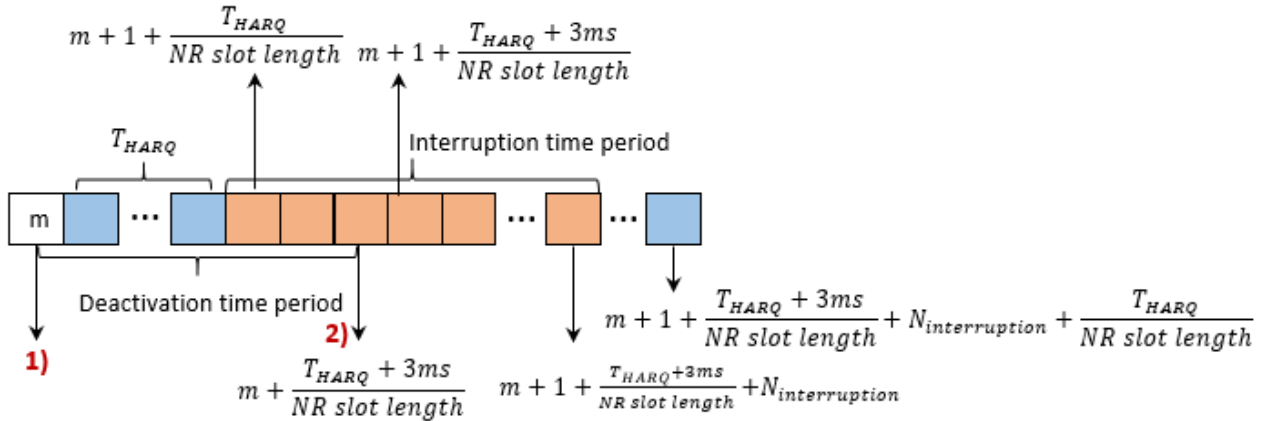 m + 1 + T_HARQ / NR slot length
m + 1 + (T_HARQ + 3ms) / NR slot length
T_HARQ
Interruption time period
m
...
...
...
Deactivation time period
1)
2)
m + 1 + (T_HARQ + 3ms) / NR slot length + N_interruption + T_HARQ / NR slot length
m + (T_HARQ + 3ms) / NR slot length
m + 1 + (T_HARQ+3ms) / NR slot length +N_interruption